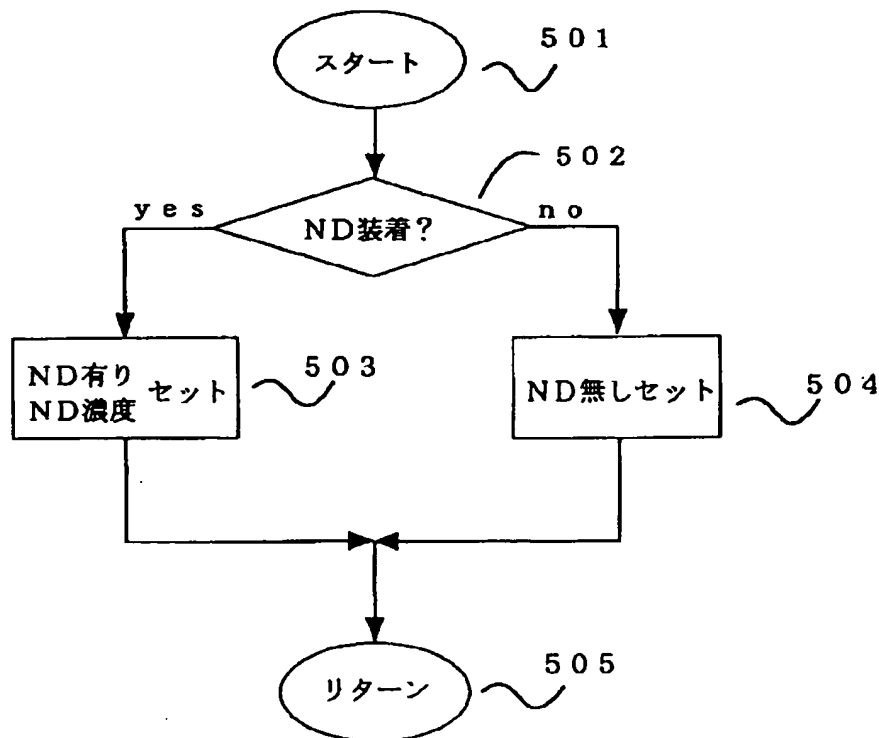 スタート
501
502
yes
no
ND装着?
ND有り
ND濃度
セット
503
ND無しセット
504
リターン
505